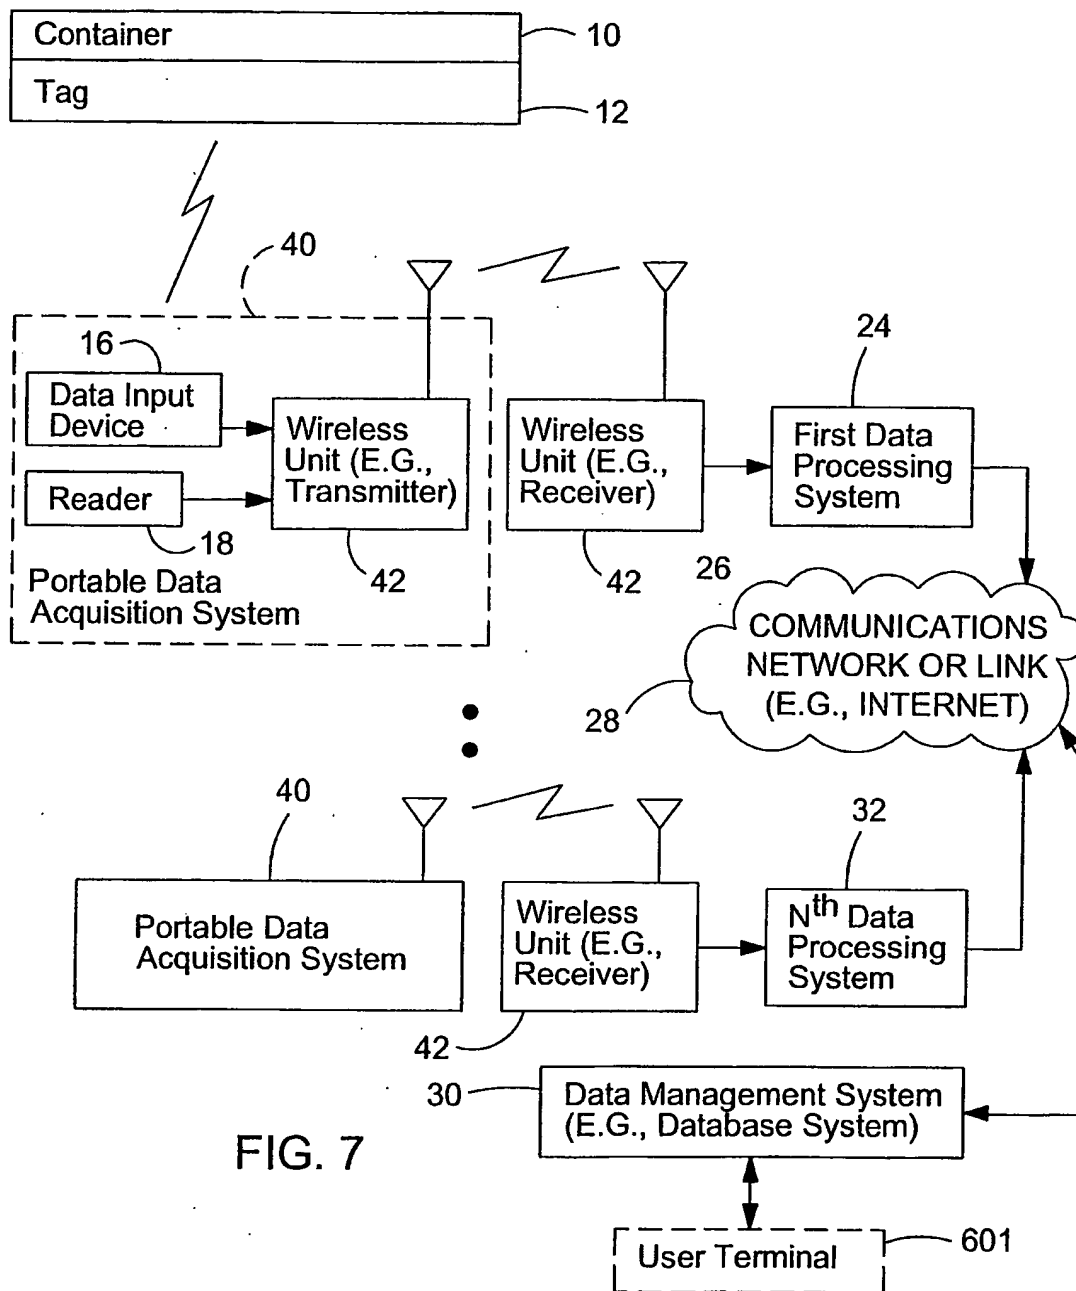 Container
10
Tag
12
40
16
Data Input
Device
Reader
18
Wireless
Unit (E.G.,
Transmitter)
42
Portable Data
Acquisition System
Wireless
Unit (E.G.,
Receiver)
42
24
First Data
Processing
System
26
COMMUNICATIONS
NETWORK OR LINK
(E.G., INTERNET)
28
40
Portable Data
Acquisition System
Wireless
Unit (E.G.,
Receiver)
42
32
Nth Data
Processing
System
30
Data Management System
(E.G., Database System)
FIG. 7
User Terminal
601